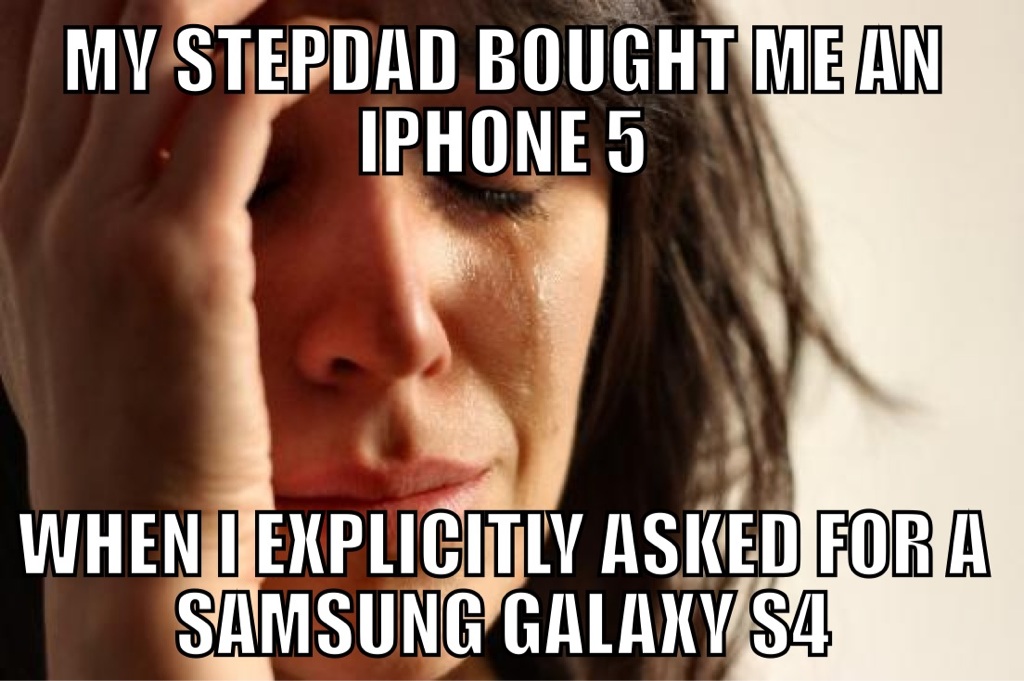 MY STEPDAD BOUGHT ME AN
IPHONE 5
WHEN I EXPLICITLY ASKED FOR A
SAMSUNG GALAXY S4